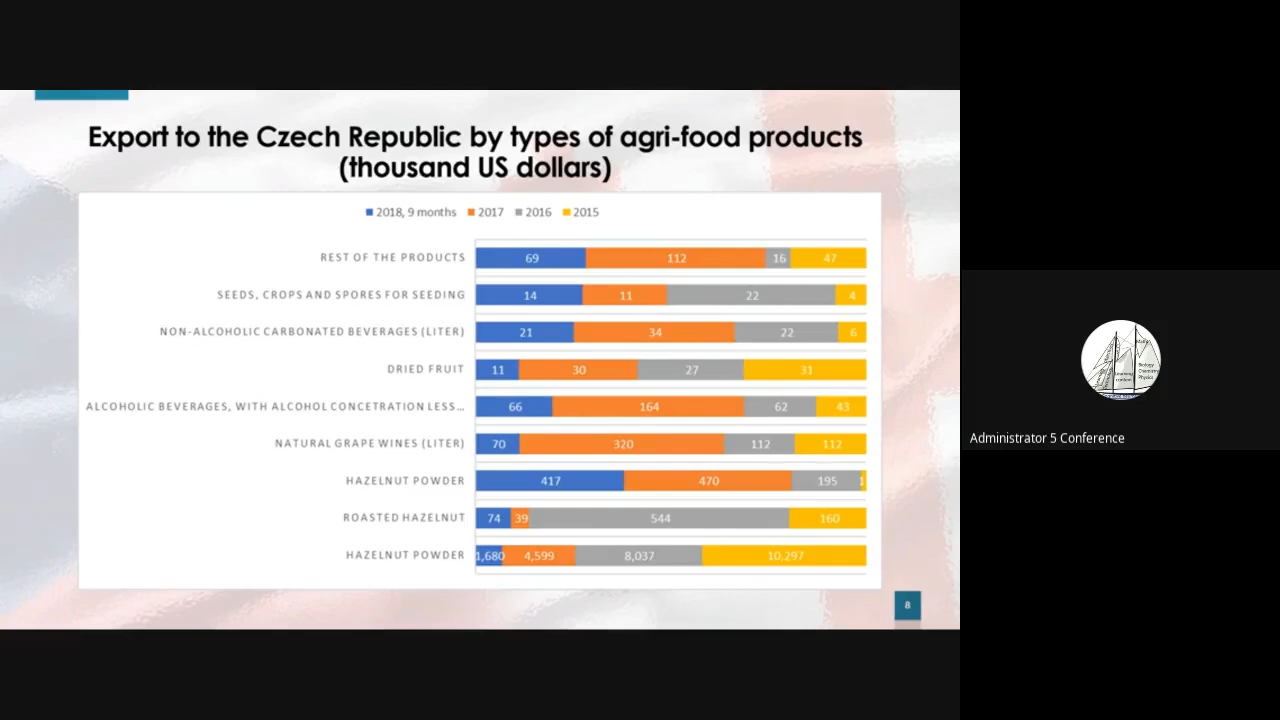 Export to the Czech Republic by types of agri-food products
(thousand US dollars)
2018, 9 months 2017 2016 2015
REST OF THE PRODUCTS 69 112 16 47
SEEDS, CROPS AND SPORES FOR SEEDING 14 11 22 4
NON-ALCOHOLIC CARBONATED BEVERAGES (LITER) 21 34 22 6
DRIED FRUIT 11 30 27 31
ALCOHOLIC BEVERAGES, WITH ALCOHOL CONCETRATION LESS… 66 164 62 43
NATURAL GRAPE WINES (LITER) 70 320 112 112
HAZELNUT POWDER 417 470 195
ROASTED HAZELNUT 74 39 544 160
HAZELNUT POWDER 1,680 4,599 8,037 10,297
8
Learning
content
Biology
Chemistry
Physics
Administrator 5 Conference